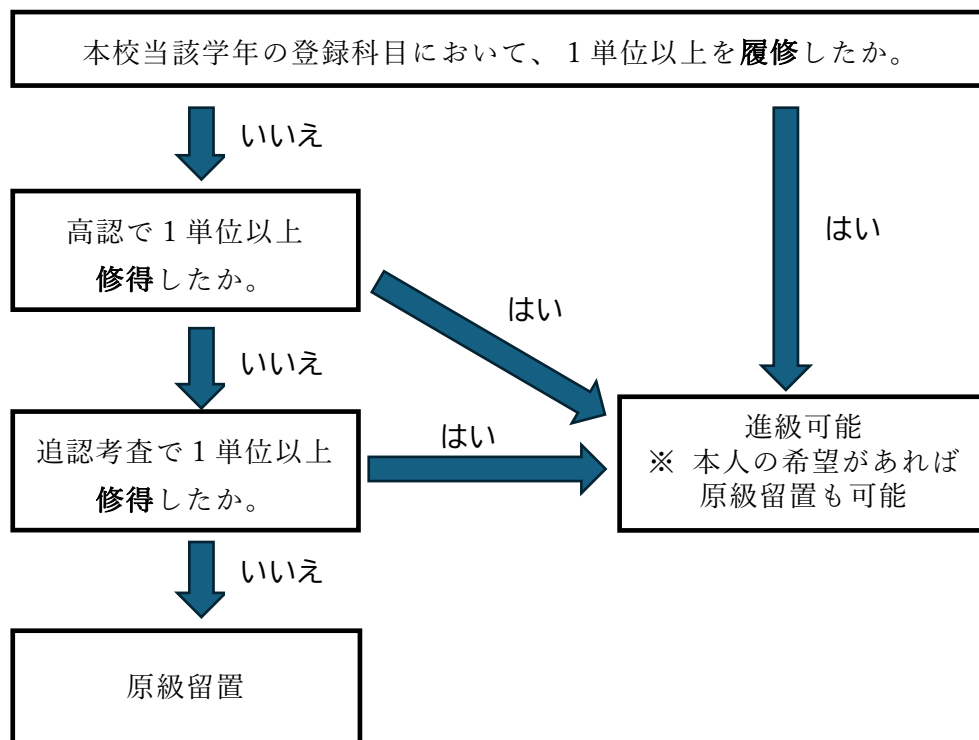 本校当該学年の登録科目において、1単位以上を履修したか。
いいえ
はい
高認で1単位以上
修得したか。
はい
いいえ
追認考査で1単位以上
修得したか。
はい
進級可能
※ 本人の希望があれば
原級留置も可能
いいえ
原級留置